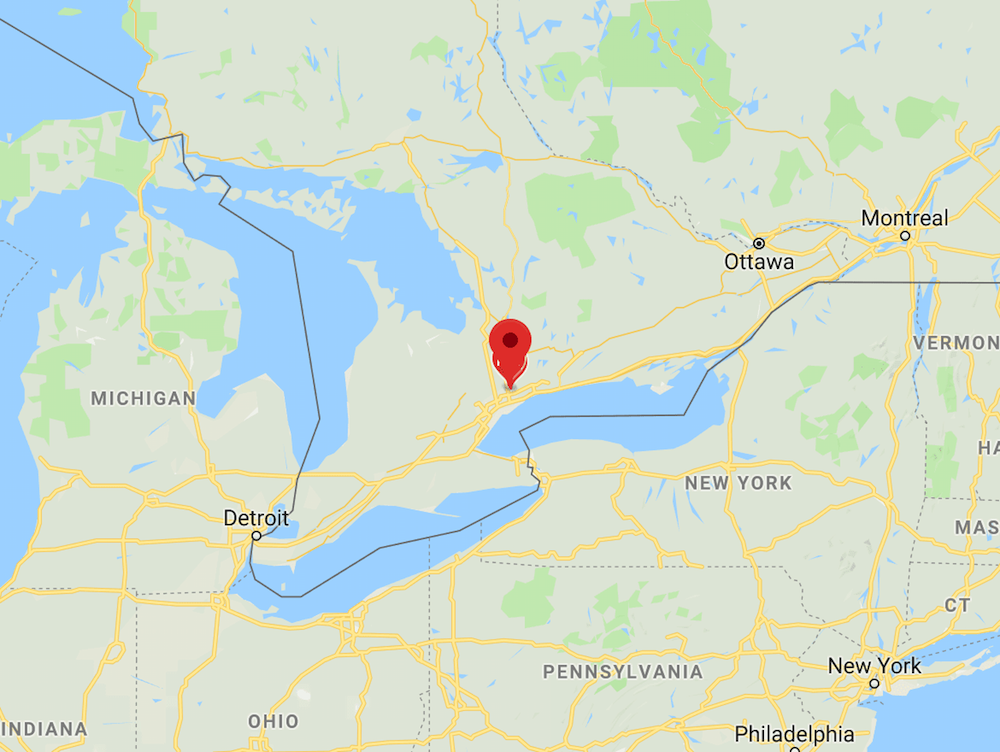 Montreal
Ottawa
VERMON
MICHIGAN
HA
NEW YORK
Detroit
MAS
CT
New York
PENNSYLVANIA
OHIO
INDIANA
Philadelphia